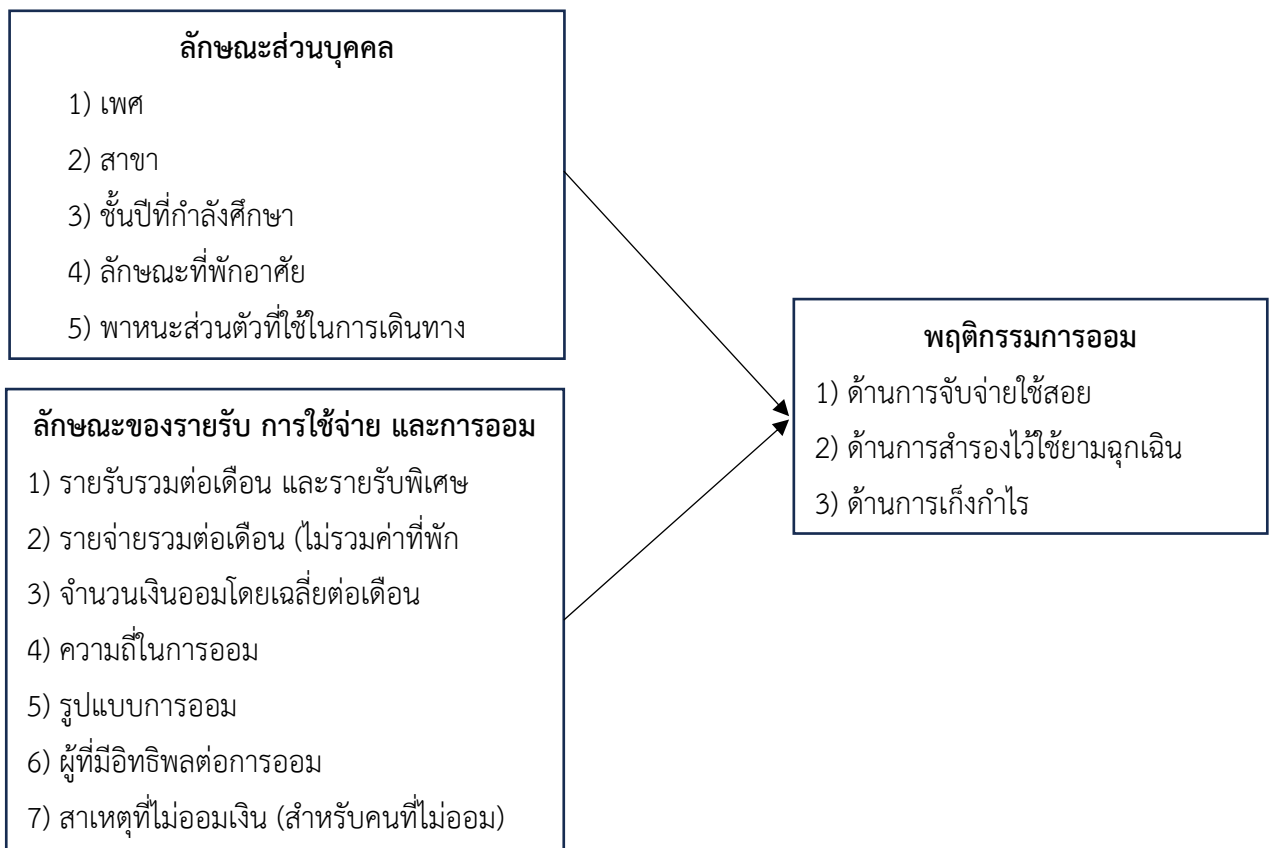 ลักษณะส่วนบุคคล
1) เพศ
2) สาขา
3) ชั้นปีที่กำลังศึกษา
4) ลักษณะที่พักอาศัย
5) พาหนะส่วนตัวที่ใช้ในการเดินทาง
ลักษณะของรายรับ การใช้จ่าย และการออม
1) รายรับรวมต่อเดือน และรายรับพิเศษ
2) รายจ่ายรวมต่อเดือน (ไม่รวมค่าที่พัก
3) จำนวนเงินออมโดยเฉลี่ยต่อเดือน
4) ความถี่ในการออม
5) รูปแบบการออม
6) ผู้ที่มีอิทธิพลต่อการออม
7) สาเหตุที่ไม่ออมเงิน (สำหรับคนที่ไม่ออม)
พฤติกรรมการออม
1) ด้านการจับจ่ายใช้สอย
2) ด้านการสำรองไว้ใช้ยามฉุกเฉิน
3) ด้านการเก็งกำไร